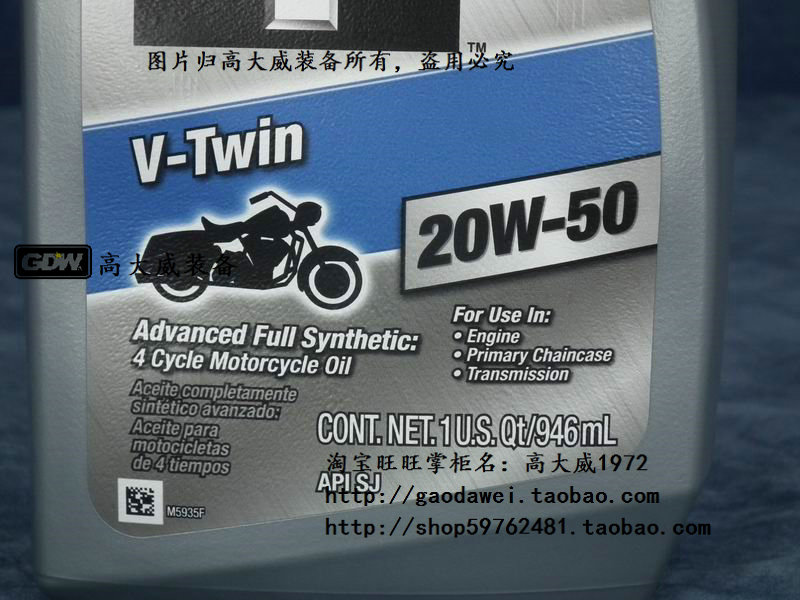 TM
图片归高大威装备所有，盗用必究
V-Twin
20W-50
GDW 高大威装备
Advanced Full Synthetic:
4 Cycle Motorcycle Oil
For Use In:
• Engine
• Primary Chaincase
• Transmission
Aceite completamente
sintético avanzado:
Aceite para
motocicletas
de 4 tiempos
CONT. NET. 1 U.S. Qt/946 mL
淘宝旺旺掌柜名：高大威1972
API SJ
http://gaodawei.taobao.com
M5935F
http://shop59762481.taobao.com